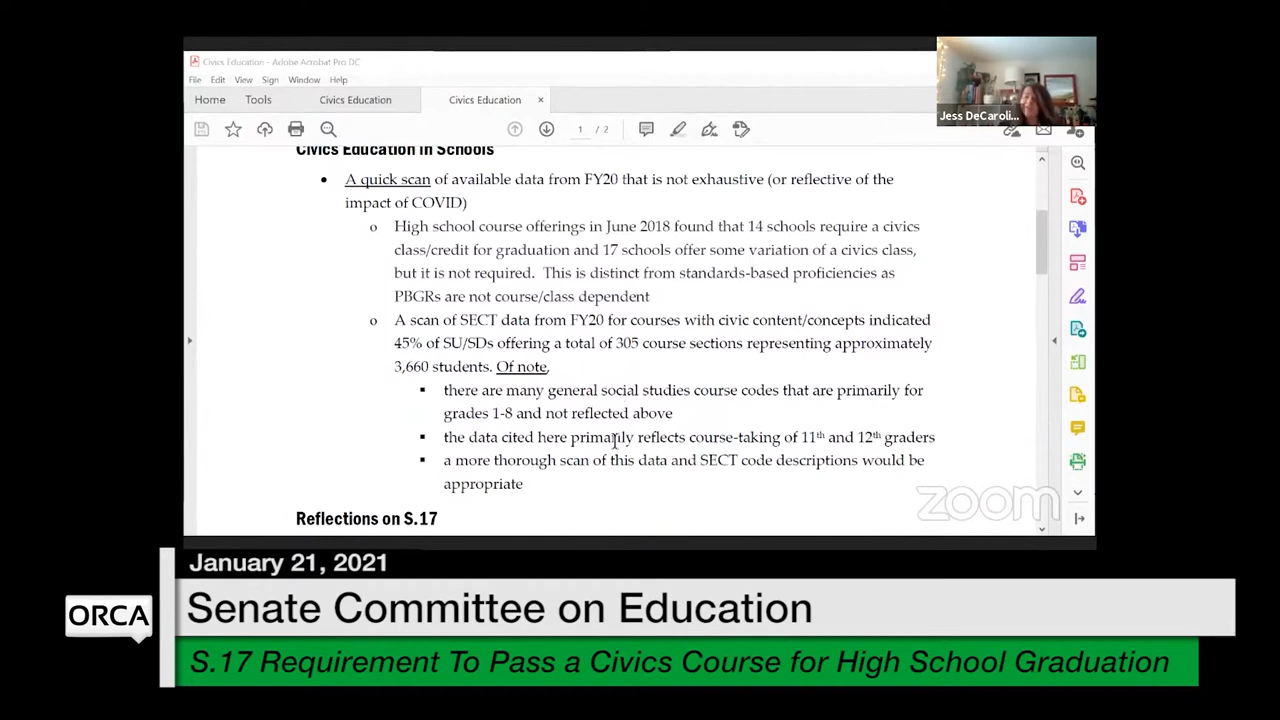 Civics Education - Adobe Acrobat Pro DC
File Edit View Sign Window Help
Home Tools Civics Education Civics Education ×
1 / 2
Jess DeCaroli...
Civics Education in Schools
• A quick scan of available data from FY20 that is not exhaustive (or reflective of the
impact of COVID)
o High school course offerings in June 2018 found that 14 schools require a civics
class/credit for graduation and 17 schools offer some variation of a civics class,
but it is not required. This is distinct from standards-based proficiencies as
PBGRs are not course/class dependent
o A scan of SECT data from FY20 for courses with civic content/concepts indicated
45% of SU/SDs offering a total of 305 course sections representing approximately
3,660 students. Of note,
▪ there are many general social studies course codes that are primarily for
grades 1-8 and not reflected above
▪ the data cited here primarily reflects course-taking of 11th and 12th graders
▪ a more thorough scan of this data and SECT code descriptions would be
appropriate
zoom
Reflections on S.17
January 21, 2021
ORCA
Senate Committee on Education
S.17 Requirement To Pass a Civics Course for High School Graduation